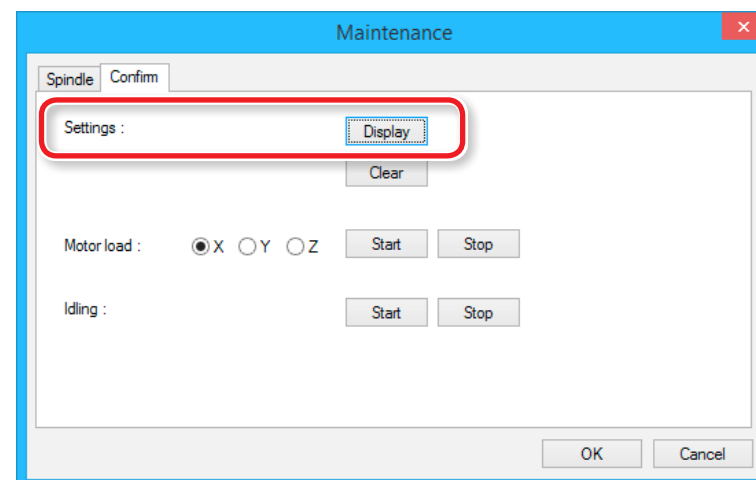 Maintenance
Spindle Confirm
Settings : Display
Clear
Motor load : X Y Z Start Stop
Idling : Start Stop
OK Cancel